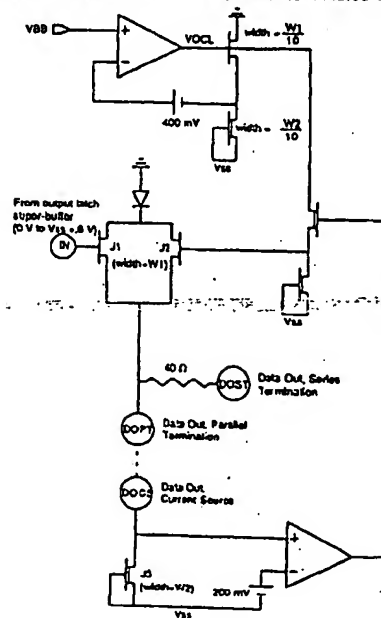 VBB
+
VOCL
width = W1/10
-
400 mV
width = W2/10
Vss
From output latch
super-buffer
(0 V to Vss + .6 V)
IN
J1
J2
(width=W1)
Vss
40 Ω
DOST
Data Out, Series
Termination
DOPT
Data Out, Parallel
Termination
DOCS
Data Out,
Current Source
+
J3
(width=W2)
200 mV
-
Vss